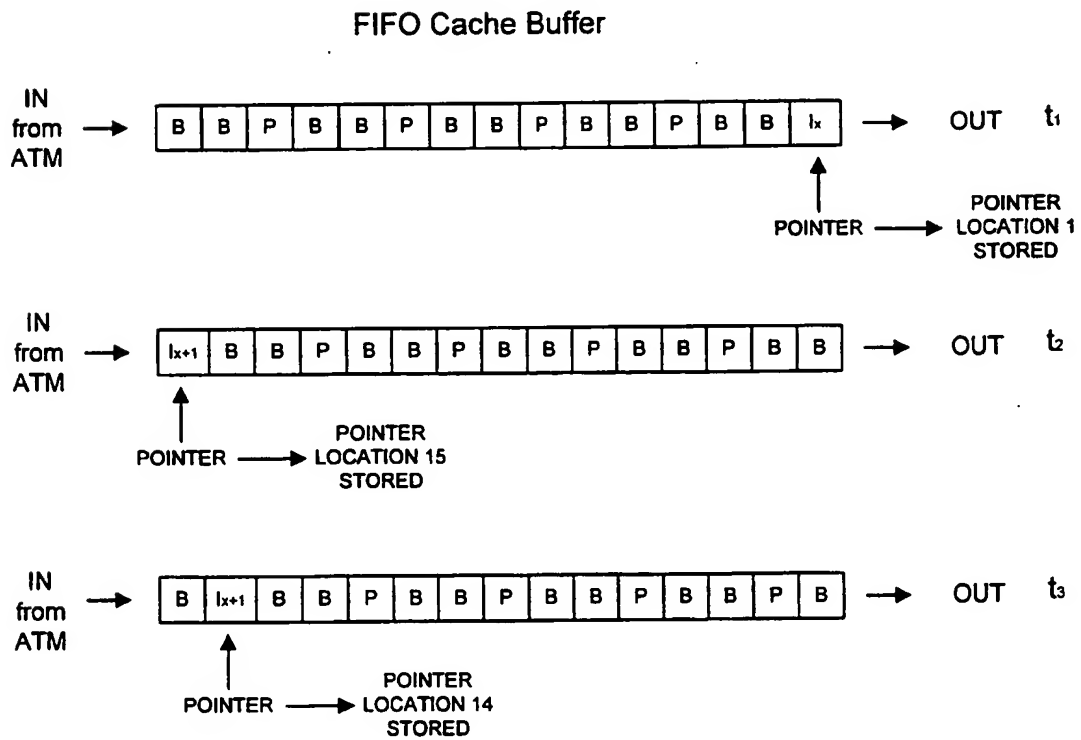 FIFO Cache Buffer
IN
from
ATM
B B P B B P B B P B B P B B Ix
OUT t1
POINTER
POINTER
LOCATION 1
STORED
IN
from
ATM
Ix+1 B B P B B P B B P B B P B B
OUT t2
POINTER
POINTER
LOCATION 15
STORED
IN
from
ATM
B Ix+1 B B P B B P B B P B B P B
OUT t3
POINTER
POINTER
LOCATION 14
STORED